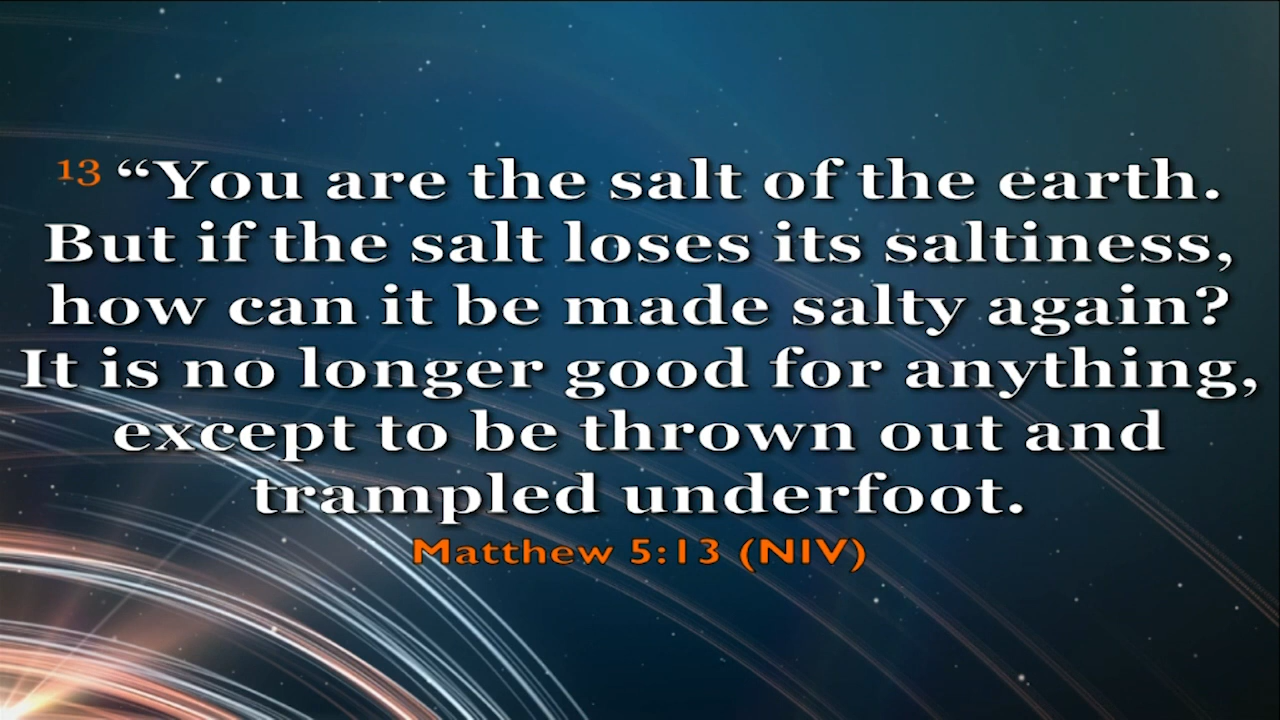 13 “You are the salt of the earth.
But if the salt loses its saltiness,
how can it be made salty again?
It is no longer good for anything,
except to be thrown out and
trampled underfoot.
Matthew 5:13 (NIV)